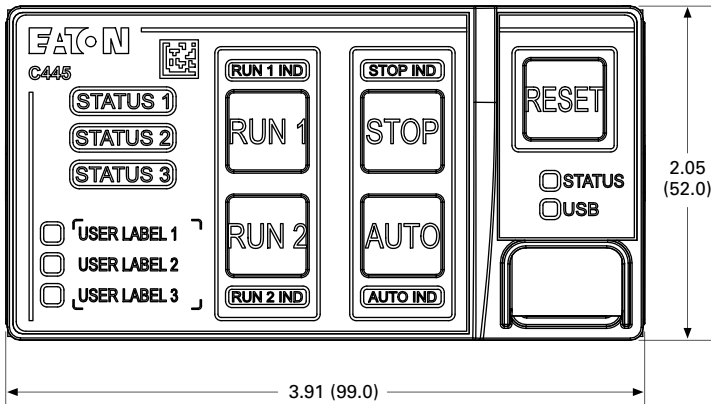 EATON
C445
STATUS 1
STATUS 2
STATUS 3
USER LABEL 1
USER LABEL 2
USER LABEL 3
RUN 1 IND
RUN 1
RUN 2
RUN 2 IND
STOP IND
STOP
AUTO
AUTO IND
RESET
STATUS
USB
2.05
(52.0)
3.91 (99.0)